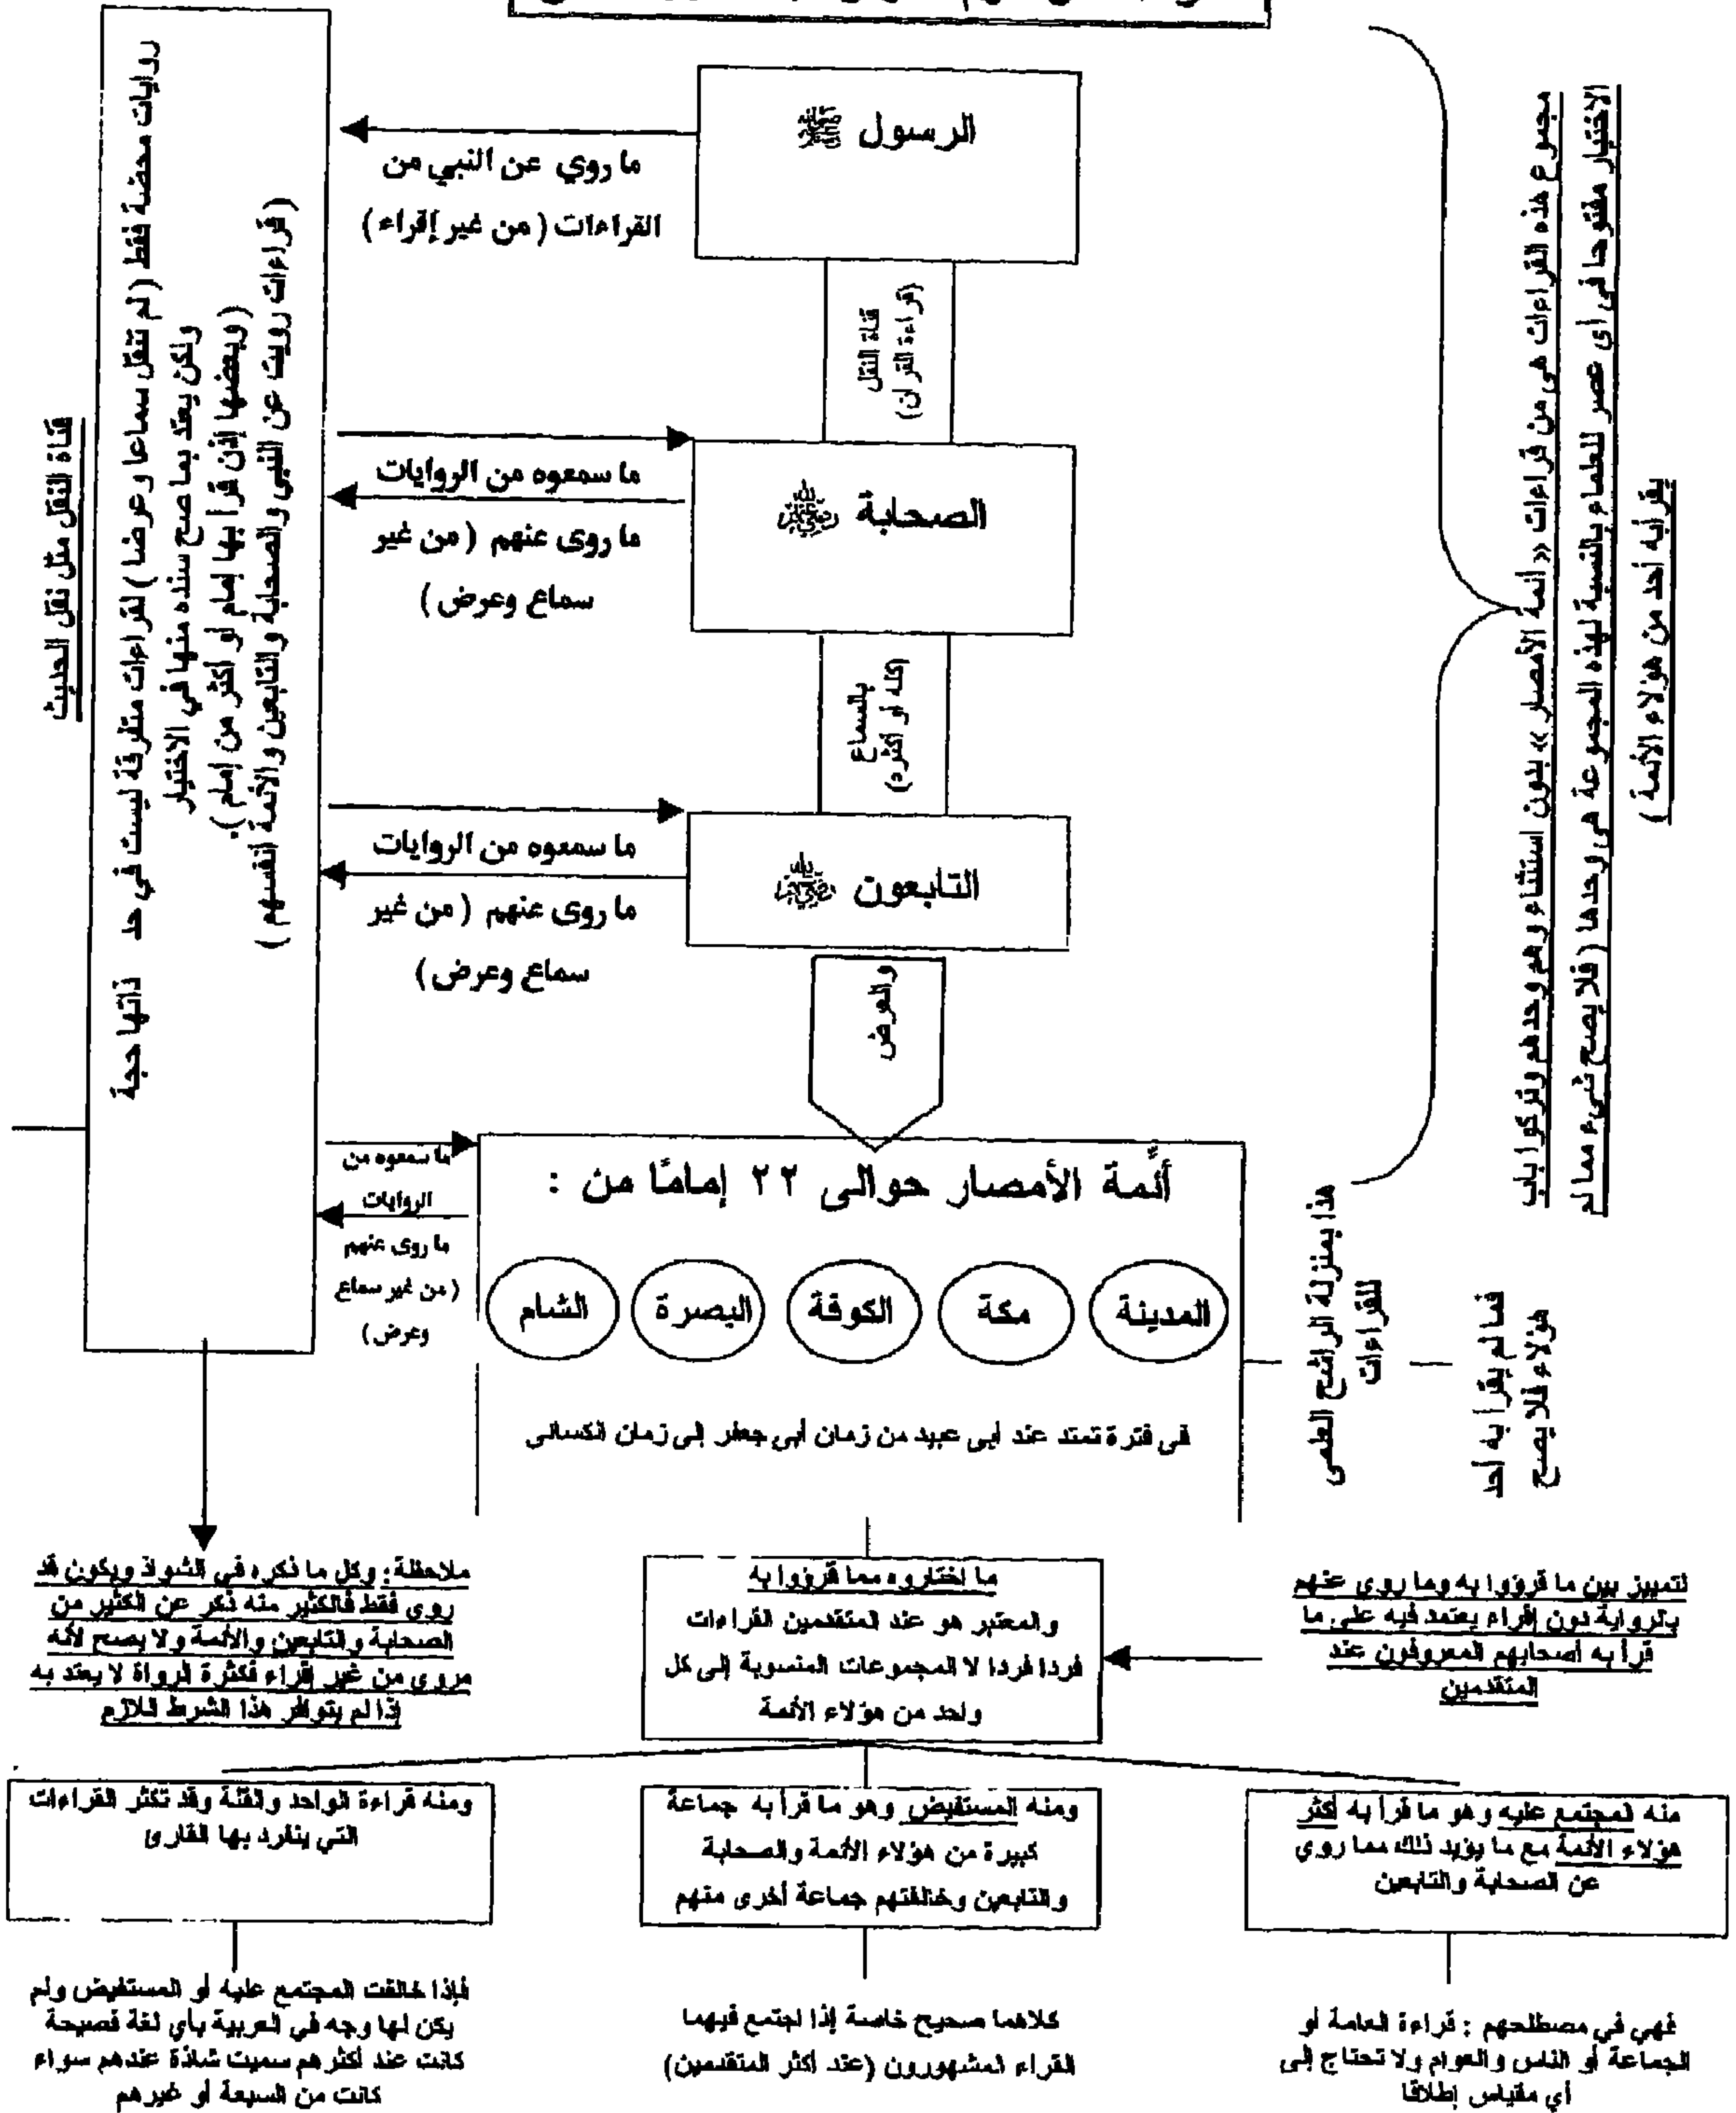 الرسول ﷺ
ما روي عن النبي من
القراءات (من غير إقراء)
قناة النقل
(قراءة القرآن)
الصحابة
ما سمعوه من الروايات
ما روى عنهم (من غير
سماع وعرض)
بالسماع
(كله أو أكثره)
التابعون
ما سمعوه من الروايات
ما روى عنهم (من غير
سماع وعرض)
والعرض
أئمة الأمصار حوالى ٢٢ إمامًا من :
المدينة
مكة
الكوفة
البصرة
الشام
فى فترة تمتد عند أبى عبيد من زمان أبى جعفر إلى زمان الكسائى
ما سمعوه من
الروايات
ما روى عنهم
(من غير سماع
وعرض)
مجموع هذه القراءات هى من قراءات «أئمة الأمصار» بدون استثناء وهم وحدهم وتركوا باب
الاختيار مفتوحا فى أى عصر للعلماء بالنسبة لهذه المجموعة هى وحدها (فلا يصح شىء مما لم
يقرأ به أحد من هؤلاء الأئمة)
هذا بمنزلة الراشح العلمى
للقراءات
فما لم يقرأ به أحد
هؤلاء فلا يصح
قناة النقل مثل نقل الحديث
روايات محضة فقط (لم تنقل سماعا وعرضا) لقراءات متفرقة ليست في حد ذاتها حجة
ولكن يعتد بما صح سنده منها في الاختيار
(وبعضها إذن قرأ بها إمام أو أكثر من إمام).
(قراءات رويت عن النبي والصحابة والتابعين والأئمة أنفسهم)
لتمييز بين ما قرؤوا به وما روى عنهم
بالرواية دون إقراء يعتمد فيه على ما
قرأ به أصحابهم المعروفون عند
المتقدمين
ما اختاروه مما قرؤوا به
والمعتبر هو عند المتقدمين القراءات
فردا فردا لا المجموعات المنسوبة إلى كل
واحد من هؤلاء الأئمة
ملاحظة: وكل ما ذكره في الشواذ ويكون قد
روى فقط فالكثير منه ذكر عن الكثير من
الصحابة والتابعين والأئمة ولا يصح لأنه
مروى من غير إقراء فكثرة الرواة لا يعتد به
إذا لم يتوافر هذا الشرط اللازم
منه المجتمع عليه وهو ما قرأ به أكثر
هؤلاء الأئمة مع ما يؤيد ذلك مما روي
عن الصحابة والتابعين
ومنه المستفيض وهو ما قرأ به جماعة
كبيرة من هؤلاء الأئمة والصحابة
والتابعين وخالفتهم جماعة أخرى منهم
ومنه قراءة الواحد والقلة وقد تكثر القراءات
التي ينفرد بها القارئ
فهي في مصطلحهم : قراءة العامة أو
الجماعة أو الناس والعوام ولا تحتاج إلى
أي مقياس إطلاقا
كلاهما صحيح خاصة إذا اجتمع فيهما
القراء المشهورون (عند أكثر المتقدمين)
فإذا خالفت المجتمع عليه أو المستفيض ولم
يكن لها وجه في العربية بأي لغة فصيحة
كانت عند أكثرهم سميت شاذة عندهم سواء
كانت من السبعة أو غيرهم